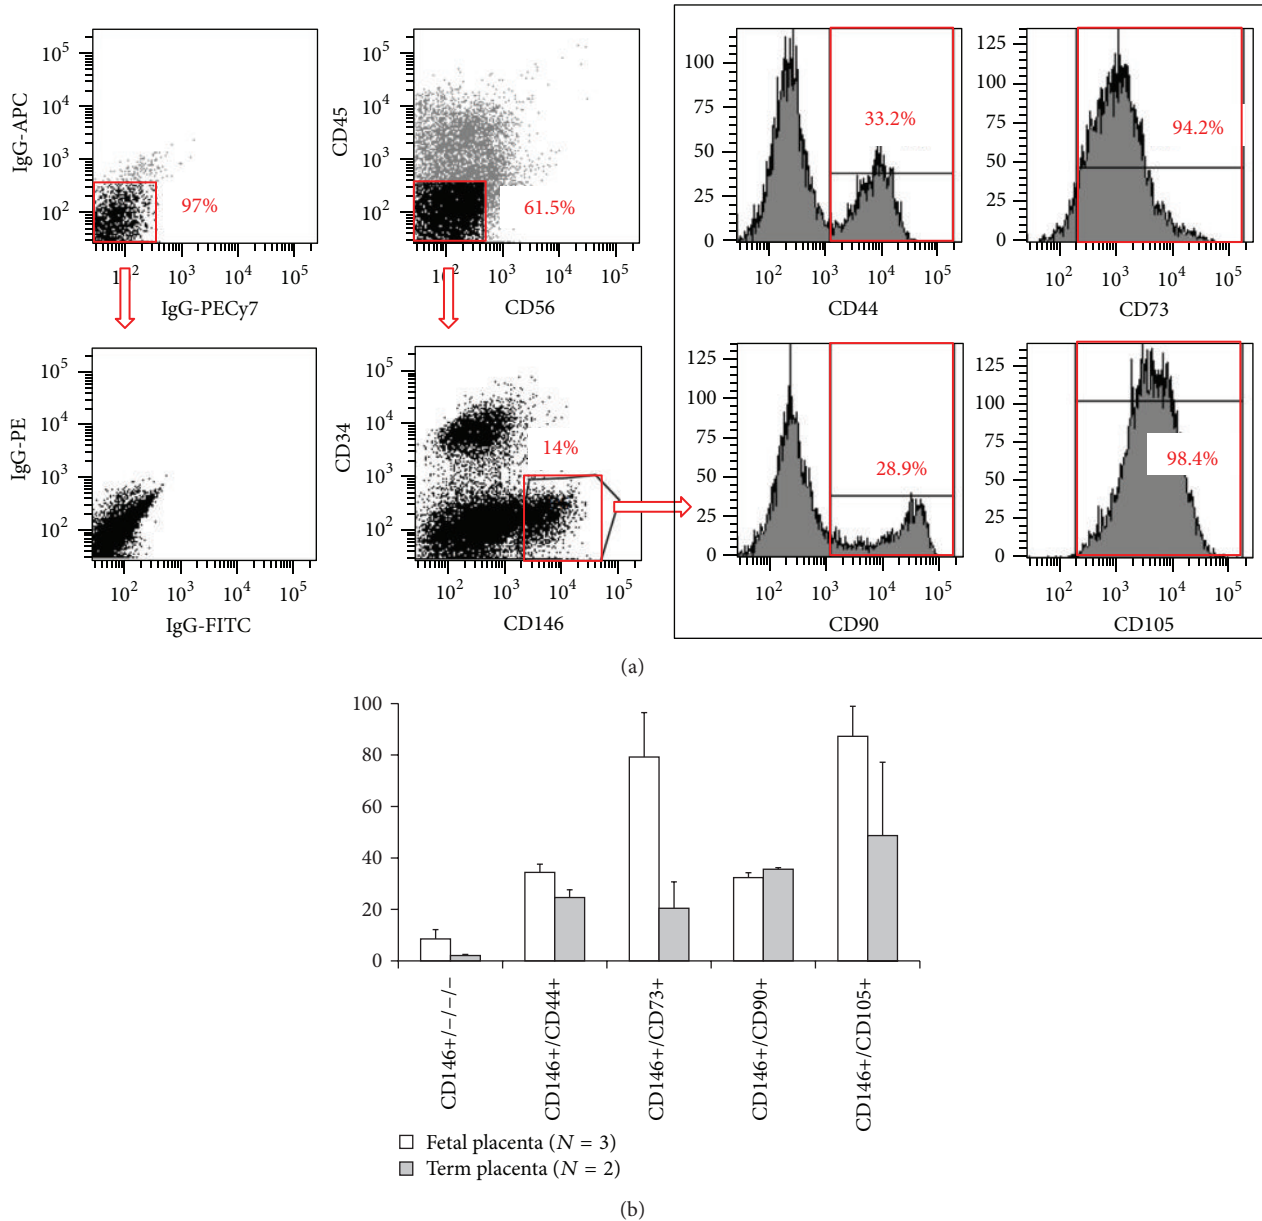 10^5
10^4
10^3
10^2
IgG-APC
97%
10^2 10^3 10^4 10^5
IgG-PECy7
10^5
10^4
10^3
10^2
CD45
61.5%
10^2 10^3 10^4 10^5
CD56
100
75
50
25
0
33.2%
10^2 10^3 10^4 10^5
CD44
125
100
75
50
25
0
94.2%
10^2 10^3 10^4 10^5
CD73
10^5
10^4
10^3
10^2
IgG-PE
10^2 10^3 10^4 10^5
IgG-FITC
10^5
10^4
10^3
10^2
CD34
14%
10^2 10^3 10^4 10^5
CD146
125
100
75
50
25
0
28.9%
10^2 10^3 10^4 10^5
CD90
125
100
75
50
25
0
98.4%
10^2 10^3 10^4 10^5
CD105
(a)
100
80
60
40
20
0
CD146+/−/−/−
CD146+/CD44+
CD146+/CD73+
CD146+/CD90+
CD146+/CD105+
Fetal placenta (N = 3)
Term placenta (N = 2)
(b)